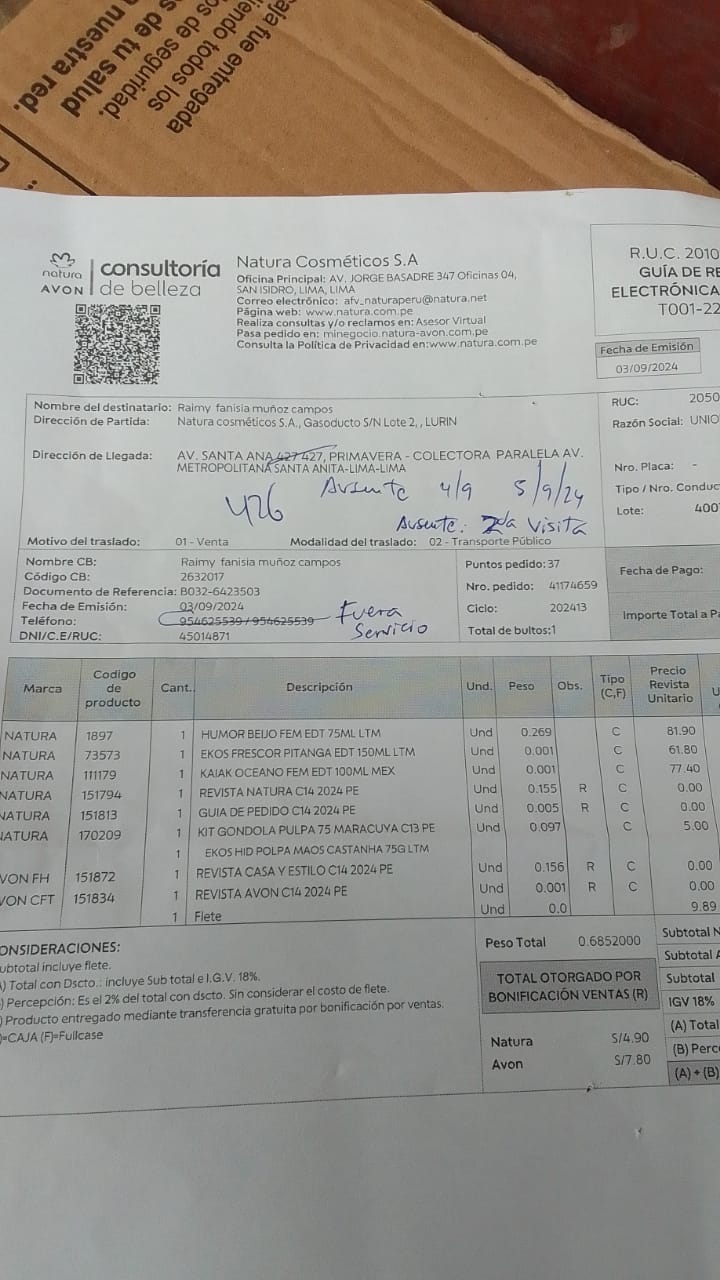 aja fue entregada
iendo todos los
os de seguridad.
s de tu salud
a nuestra red.
natura
AVON
consultoría
de belleza
Natura Cosméticos S.A
Oficina Principal: AV. JORGE BASADRE 347 Oficinas 04,
SAN ISIDRO, LIMA, LIMA
Correo electrónico: afv_naturaperu@natura.net
Página web: www.natura.com.pe
Realiza consultas y/o reclamos en: Asesor Virtual
Pasa pedido en: minegocio.natura-avon.com.pe
Consulta la Política de Privacidad en:www.natura.com.pe
R.U.C. 2010
GUÍA DE RE
ELECTRÓNICA
T001-22
Fecha de Emisión
03/09/2024
Nombre del destinatario: Raimy fanisia muñoz campos
Dirección de Partida: Natura cosméticos S.A., Gasoducto S/N Lote 2, , LURIN
Dirección de Llegada: AV. SANTA ANA 427 427, PRIMAVERA - COLECTORA PARALELA AV.
METROPOLITANA SANTA ANITA-LIMA-LIMA
426 Ausente 4/9 5/9/24
Ausente: 2da Visita
Motivo del traslado: 01 - Venta Modalidad del traslado: 02 - Transporte Público
RUC: 2050
Razón Social: UNIO
Nro. Placa: -
Tipo / Nro. Conduc
Lote: 400
Nombre CB: Raimy fanisia muñoz campos
Código CB: 2632017
Documento de Referencia: B032-6423503
Fecha de Emisión: 03/09/2024
Teléfono: 954625539 / 954625539
DNI/C.E/RUC: 45014871
Fuera
Servicio
Puntos pedido: 37
Nro. pedido: 41174659
Ciclo: 202413
Total de bultos:1
Fecha de Pago:
Importe Total a Pa
Marca Codigo de producto Cant.. Descripción Und. Peso Obs. Tipo (C,F) Precio Revista Unitario U
NATURA 1897 1 HUMOR BEIJO FEM EDT 75ML LTM Und 0.269 C 81.90
NATURA 73573 1 EKOS FRESCOR PITANGA EDT 150ML LTM Und 0.001 C 61.80
NATURA 111179 1 KAIAK OCEANO FEM EDT 100ML MEX Und 0.001 C 77.40
NATURA 151794 1 REVISTA NATURA C14 2024 PE Und 0.155 R C 0.00
NATURA 151813 1 GUIA DE PEDIDO C14 2024 PE Und 0.005 R C 0.00
NATURA 170209 1 KIT GONDOLA PULPA 75 MARACUYA C13 PE Und 0.097 C 5.00
1 EKOS HID POLPA MAOS CASTANHA 75G LTM
VON FH 151872 1 REVISTA CASA Y ESTILO C14 2024 PE Und 0.156 R C 0.00
VON CFT 151834 1 REVISTA AVON C14 2024 PE Und 0.001 R C 0.00
1 Flete Und 0.0 9.89
ONSIDERACIONES:
ubtotal incluye flete.
) Total con Dscto.: incluye Sub total e I.G.V. 18%.
) Percepción: Es el 2% del total con dscto. Sin considerar el costo de flete.
) Producto entregado mediante transferencia gratuita por bonificación por ventas.
)=CAJA (F)=Fullcase
Peso Total 0.6852000
TOTAL OTORGADO POR
BONIFICACIÓN VENTAS (R)
Natura S/4.90
Avon S/7.80
Subtotal N
Subtotal A
Subtotal
IGV 18%
(A) Total
(B) Perc
(A) + (B)